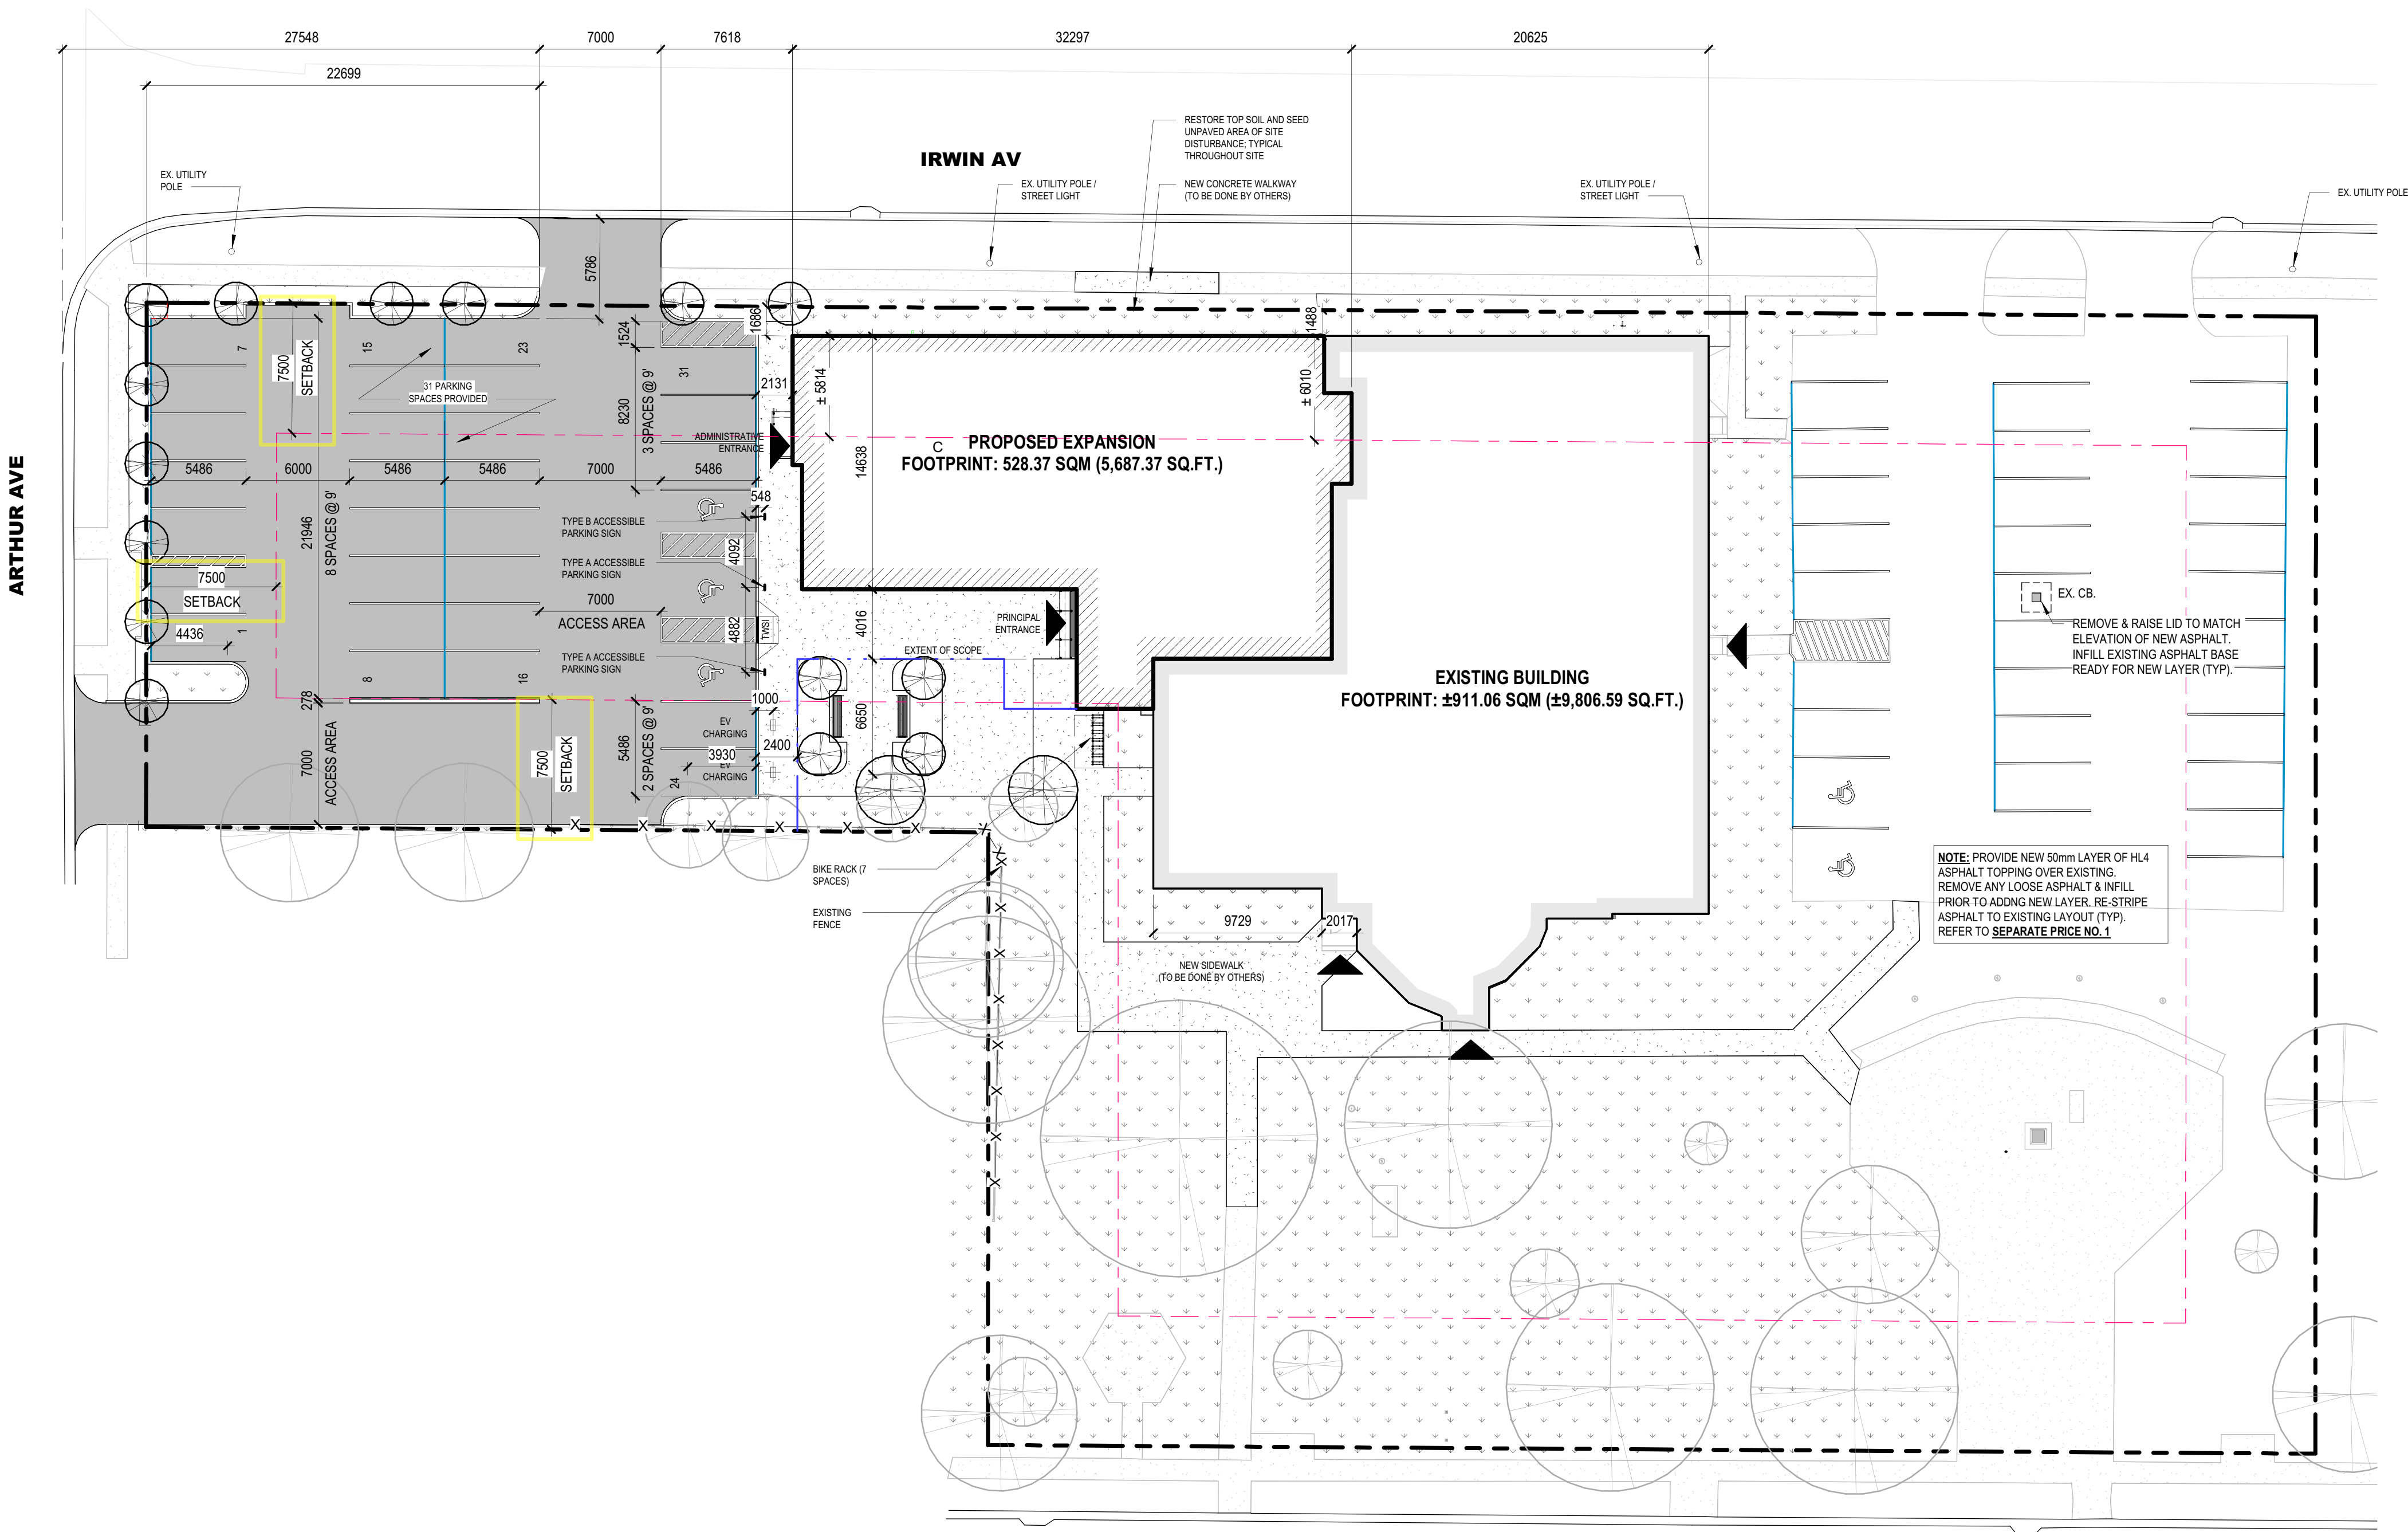 27548
7000
7618
32297
20625
22699
RESTORE TOP SOIL AND SEED
UNPAVED AREA OF SITE
DISTURBANCE; TYPICAL
THROUGHOUT SITE
IRWIN AV
EX. UTILITY
POLE
EX. UTILITY POLE /
STREET LIGHT
NEW CONCRETE WALKWAY
(TO BE DONE BY OTHERS)
EX. UTILITY POLE /
STREET LIGHT
EX. UTILITY POLE
5786
1686
1488
1524
7
15
23
31
7500
SETBACK
31 PARKING
SPACES PROVIDED
8230
3 SPACES @ 9'
2131
± 5814
± 6010
ADMINISTRATIVE
ENTRANCE
C
PROPOSED EXPANSION
FOOTPRINT: 528.37 SQM (5,687.37 SQ.FT.)
14638
5486
6000
5486
5486
7000
5486
548
ARTHUR AVE
21946
8 SPACES @ 9'
TYPE B ACCESSIBLE
PARKING SIGN
4092
TYPE A ACCESSIBLE
PARKING SIGN
7500
SETBACK
7000
ACCESS AREA
4436
1
4882
TWSI
4016
PRINCIPAL
ENTRANCE
EXTENT OF SCOPE
TYPE A ACCESSIBLE
PARKING SIGN
8
16
278
1000
EX. CB.
REMOVE & RAISE LID TO MATCH
ELEVATION OF NEW ASPHALT.
INFILL EXISTING ASPHALT BASE
READY FOR NEW LAYER (TYP).
EXISTING BUILDING
FOOTPRINT: ±911.06 SQM (±9,806.59 SQ.FT.)
7000
ACCESS AREA
7500
SETBACK
5486
2 SPACES @ 9'
EV
CHARGING
3930
2400
6650
EV
CHARGING
24
X X X X X X X
X
X
X
X
X
X
X
X
X
BIKE RACK (7
SPACES)
EXISTING
FENCE
9729
2017
NEW SIDEWALK
(TO BE DONE BY OTHERS)
NOTE: PROVIDE NEW 50mm LAYER OF HL4
ASPHALT TOPPING OVER EXISTING.
REMOVE ANY LOOSE ASPHALT & INFILL
PRIOR TO ADDNG NEW LAYER. RE-STRIPE
ASPHALT TO EXISTING LAYOUT (TYP).
REFER TO SEPARATE PRICE NO. 1